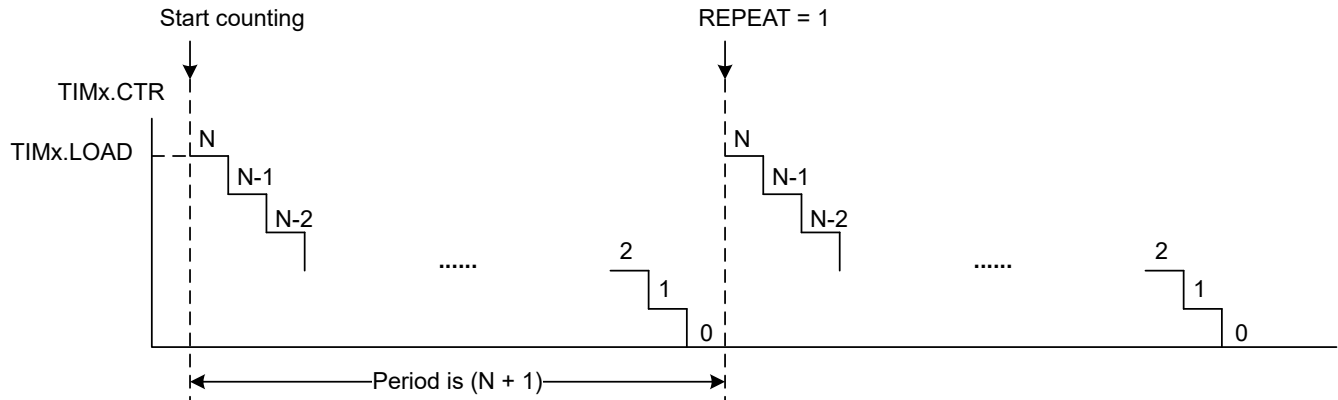 Start counting
REPEAT = 1
TIMx.CTR
TIMx.LOAD
N
N-1
N-2
......
2
1
0
N
N-1
N-2
......
2
1
0
Period is (N + 1)